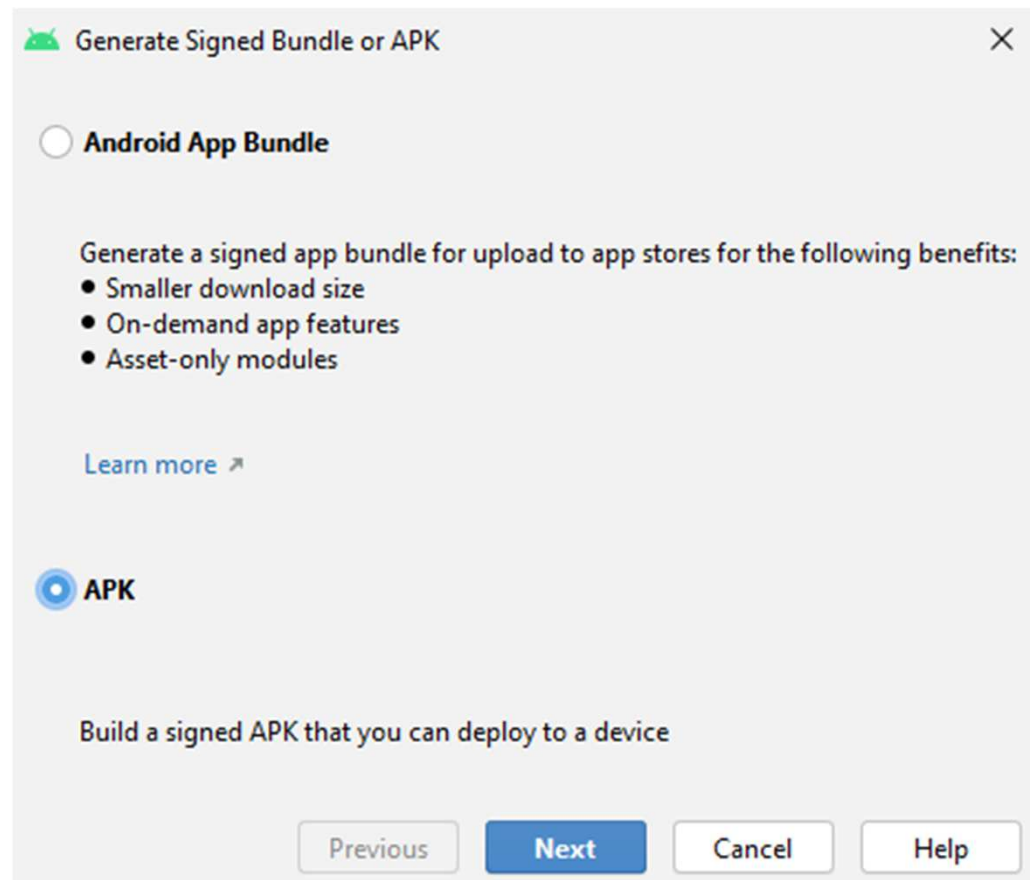 Generate Signed Bundle or APK
Android App Bundle
Generate a signed app bundle for upload to app stores for the following benefits:
• Smaller download size
• On-demand app features
• Asset-only modules
Learn more ↗
APK
Build a signed APK that you can deploy to a device
Previous Next Cancel Help